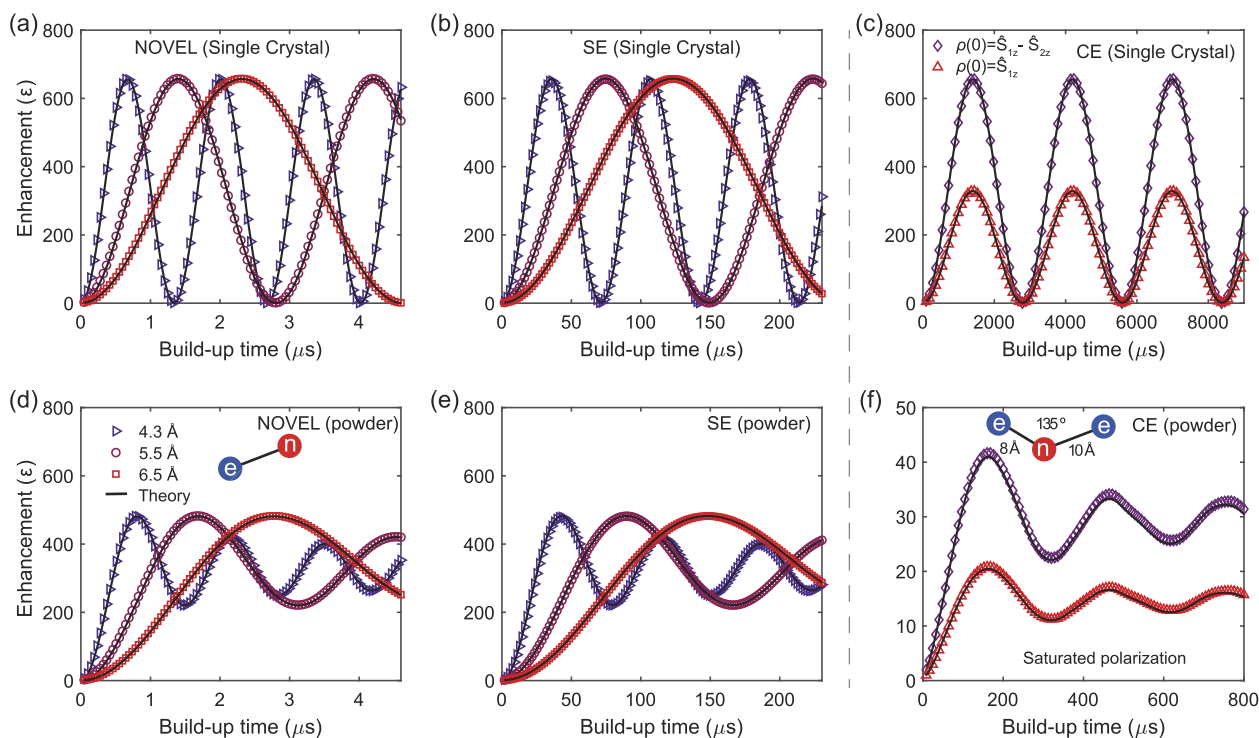 (a)
NOVEL (Single Crystal)
Enhancement (ε)
800
600
400
200
0
0 1 2 3 4
Build-up time (μs)
(b)
SE (Single Crystal)
800
600
400
200
0
0 50 100 150 200
Build-up time (μs)
(c)
ρ(0)=Ŝ1z- Ŝ2z
ρ(0)=Ŝ1z
CE (Single Crystal)
800
600
400
200
0
0 2000 4000 6000 8000
Build-up time (μs)
(d)
NOVEL (powder)
4.3 Å
5.5 Å
6.5 Å
Theory
e n
Enhancement (ε)
800
600
400
200
0
0 1 2 3 4
Build-up time (μs)
(e)
SE (powder)
800
600
400
200
0
0 50 100 150 200
Build-up time (μs)
(f)
e 135° e
8Å n 10Å
CE (powder)
Saturated polarization
50
40
30
20
10
0
0 200 400 600 800
Build-up time (μs)